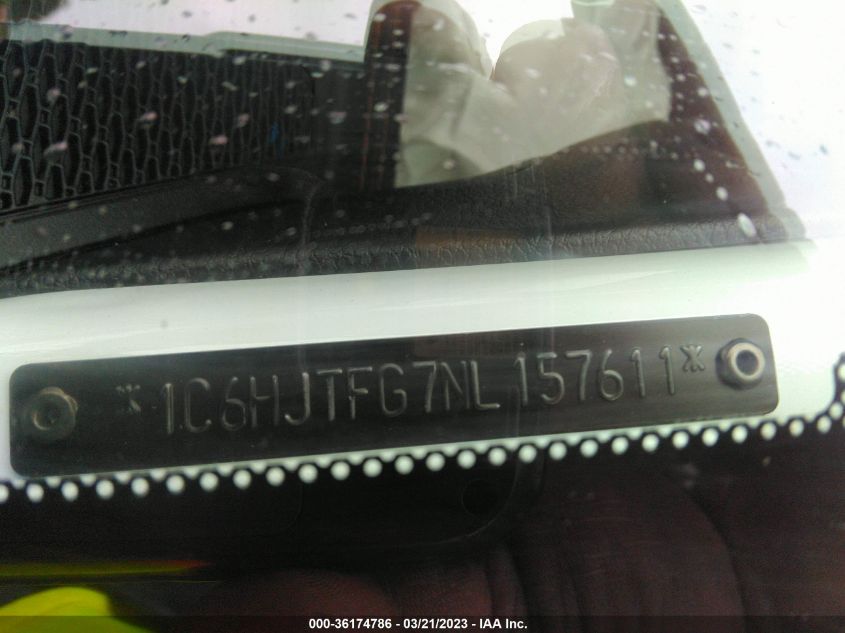 *1C6HJTFG7NL157611*
000-36174786 - 03/21/2023 - IAA Inc.